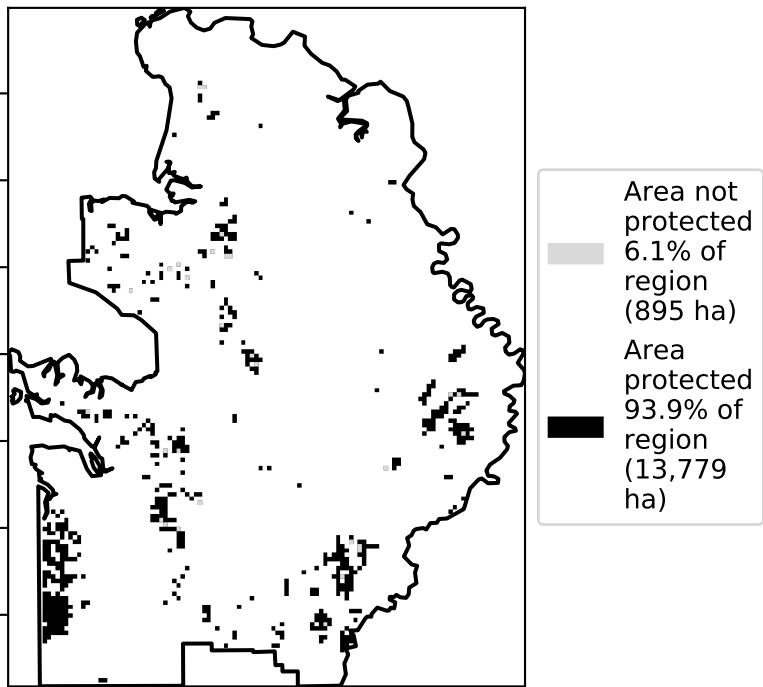 Area not
protected
6.1% of
region
(895 ha)
Area
protected
93.9% of
region
(13,779
ha)